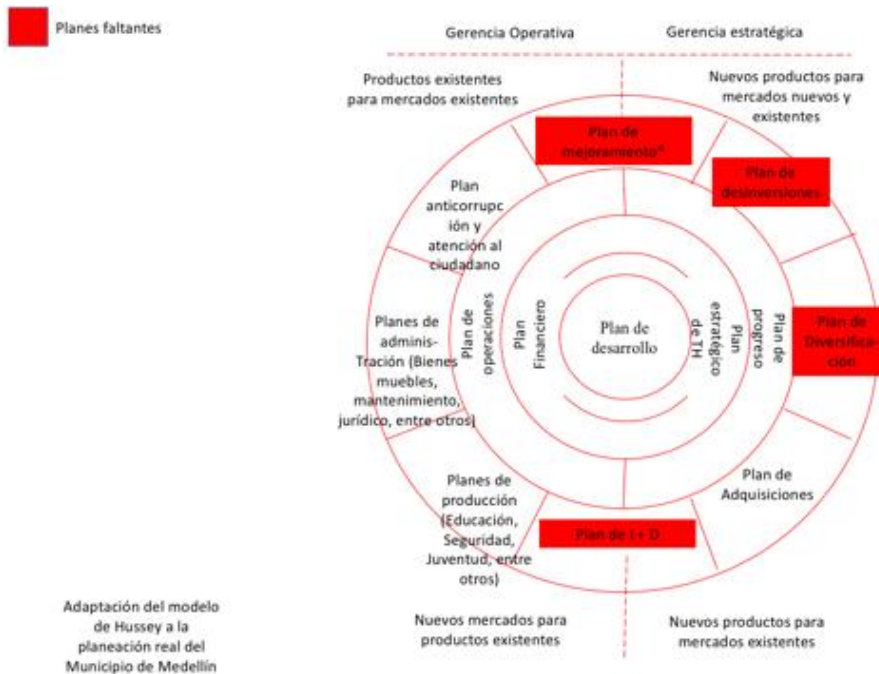 Planes faltantes
Gerencia Operativa
Gerencia estratégica
Productos existentes
para mercados existentes
Nuevos productos para
mercados nuevos y
existentes
Plan de
mejoramiento*
Plan de
desinversiones
Plan
anticorrupc
ión y
atención al
ciudadano
Planes de
adminis-
Tración (Bienes
muebles,
mantenimiento,
jurídico, entre
otros)
Plan de
operaciones
Plan
Financiero
Plan de
desarrollo
Plan
estratégico
de TH
Plan de
progreso
Plan de
Diversifica-
ción
Planes de
producción
(Educación,
Seguridad,
Juventud, entre
otros)
Plan de I + D
Plan de
Adquisiciones
Nuevos mercados para
productos existentes
Nuevos productos para
mercados existentes
Adaptación del modelo
de Hussey a la
planeación real del
Municipio de Medellín